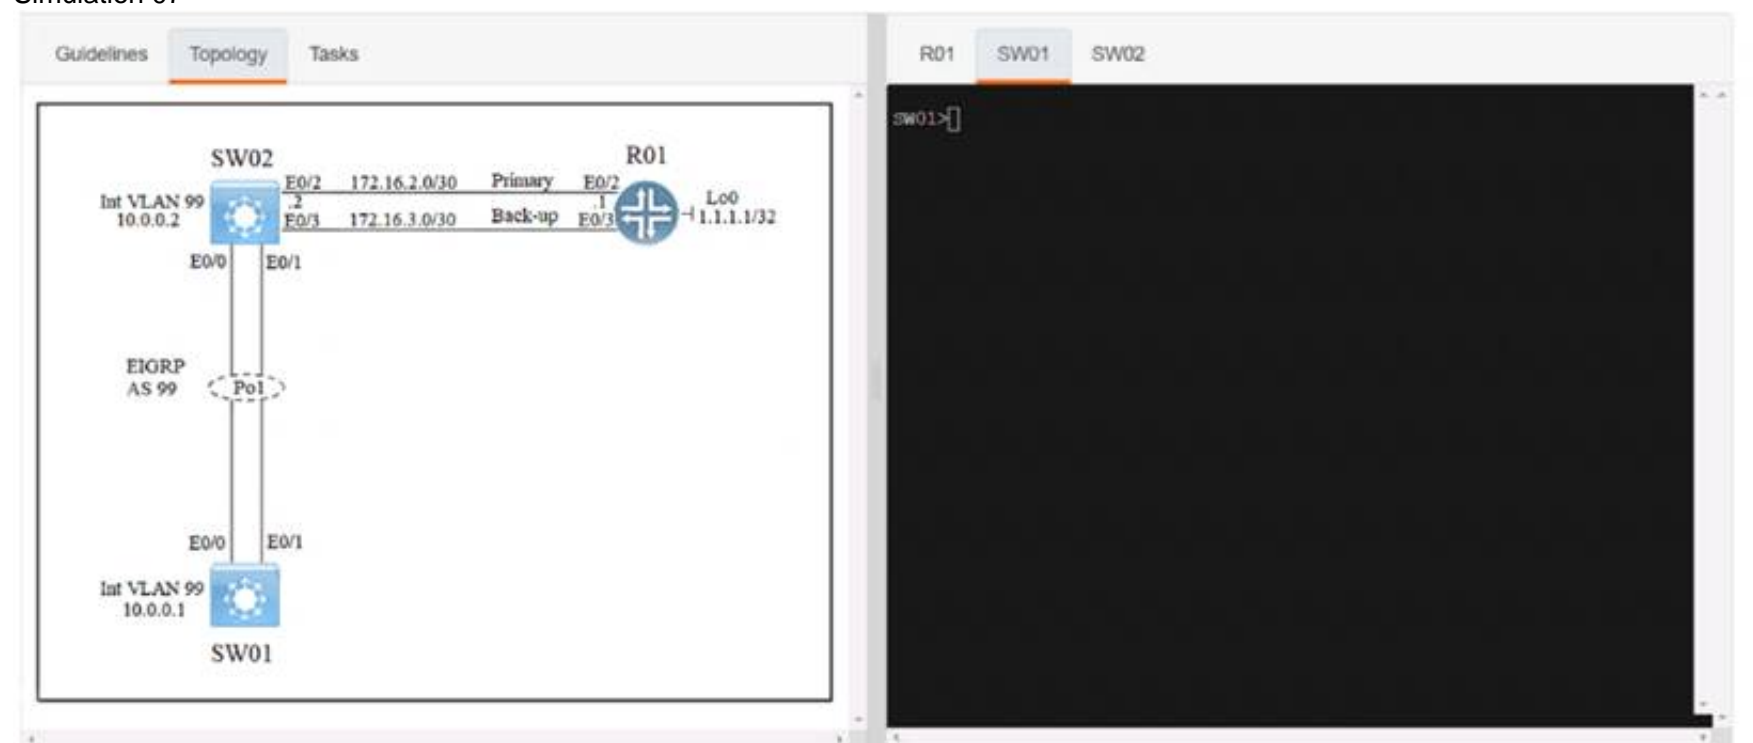 Simulation 07
Guidelines Topology Tasks
R01 SW01 SW02
SW01>
SW02
R01
Int VLAN 99
10.0.0.2
E0/2 172.16.2.0/30 Primary E0/2
.2 .1
E0/3 172.16.3.0/30 Back-up E0/3
Lo0
1.1.1.1/32
E0/0 E0/1
EIGRP
AS 99
Po1
E0/0 E0/1
Int VLAN 99
10.0.0.1
SW01